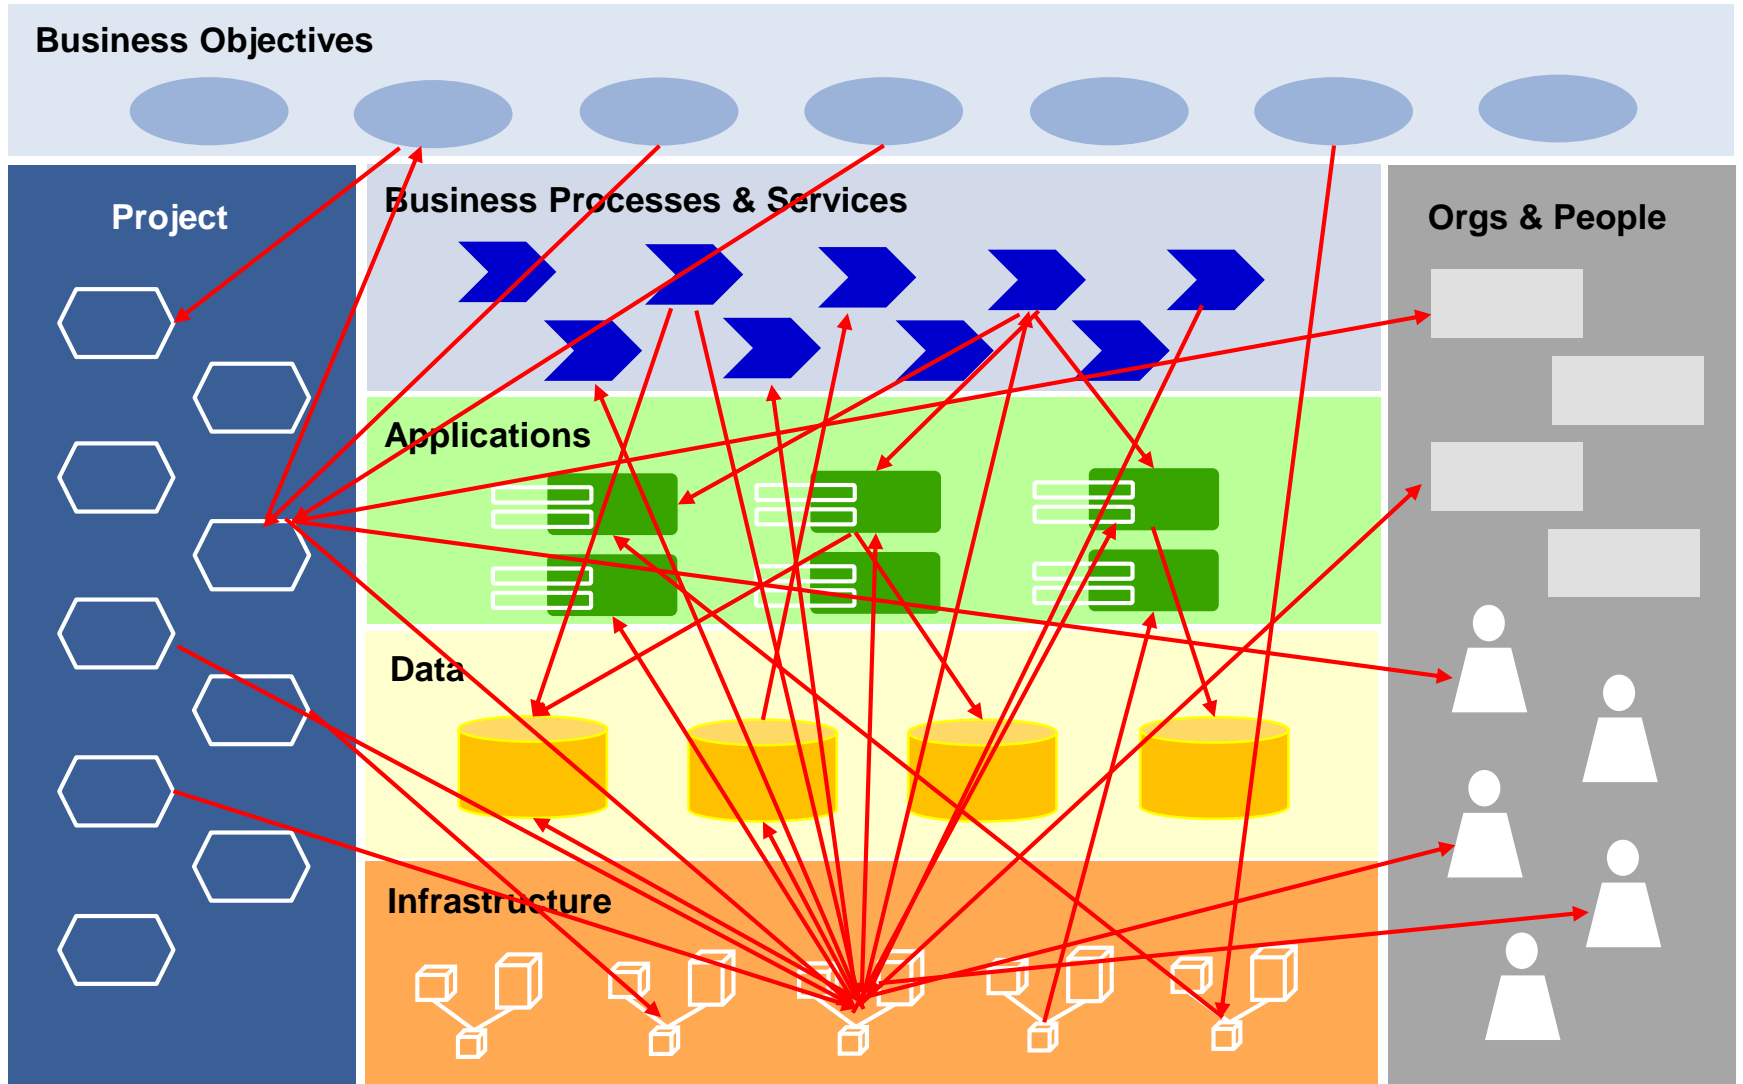 Business Objectives
Project
Business Processes & Services
Orgs & People
Applications
Data
Infrastructure